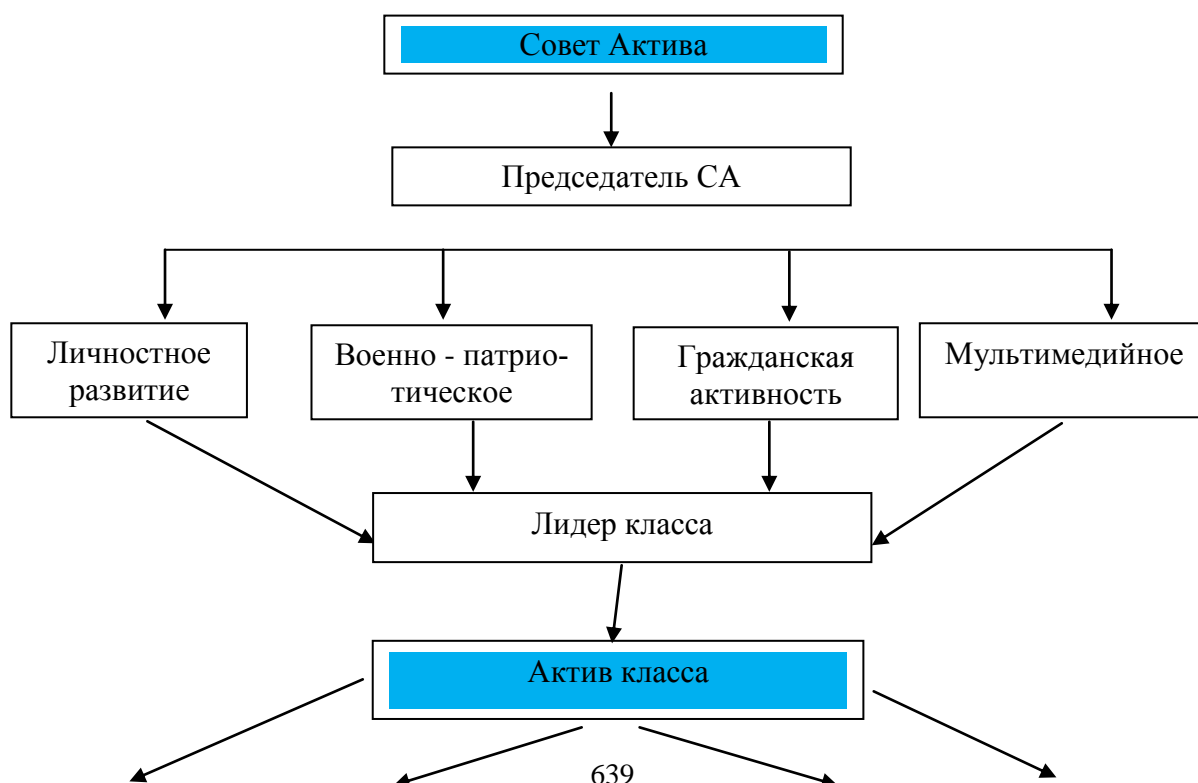 Совет Актива
Председатель СА
Личностное
развитие
Военно - патрио-
тическое
Гражданская
активность
Мультимедийное
Лидер класса
Актив класса
639